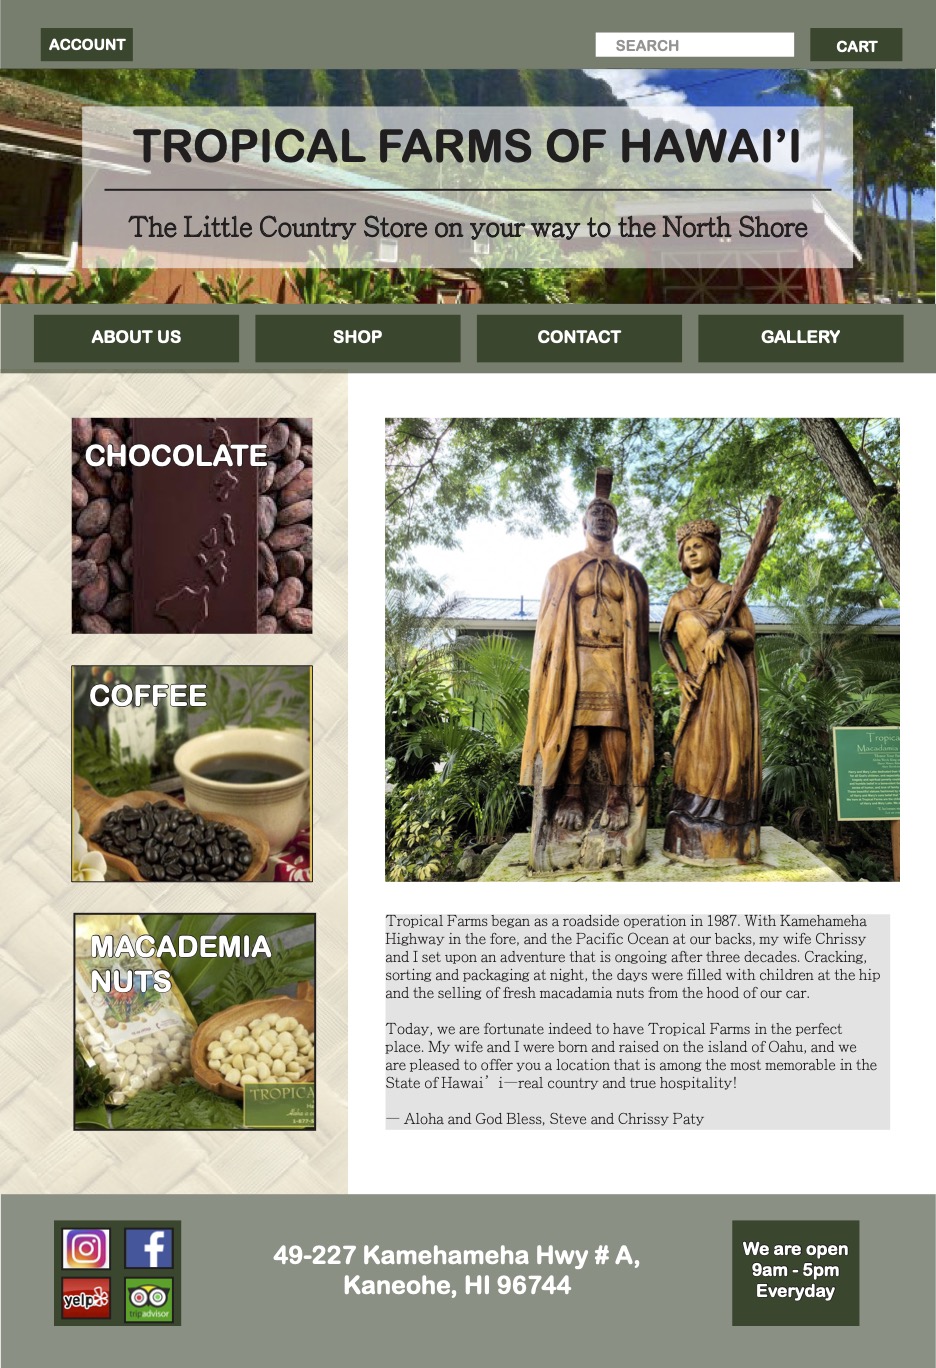 ACCOUNT
SEARCH
CART
TROPICAL FARMS OF HAWAI’I
The Little Country Store on your way to the North Shore
ABOUT US
SHOP
CONTACT
GALLERY
CHOCOLATE
COFFEE
MACADEMIA
NUTS
TROPICA
1-877-
Tropica
Macadamia
Tropical Farms began as a roadside operation in 1987. With Kamehameha
Highway in the fore, and the Pacific Ocean at our backs, my wife Chrissy
and I set upon an adventure that is ongoing after three decades. Cracking,
sorting and packaging at night, the days were filled with children at the hip
and the selling of fresh macadamia nuts from the hood of our car.
Today, we are fortunate indeed to have Tropical Farms in the perfect
place. My wife and I were born and raised on the island of Oahu, and we
are pleased to offer you a location that is among the most memorable in the
State of Hawai’i—real country and true hospitality!
— Aloha and God Bless, Steve and Chrissy Paty
yelp
tripadvisor
49-227 Kamehameha Hwy # A,
Kaneohe, HI 96744
We are open
9am - 5pm
Everyday